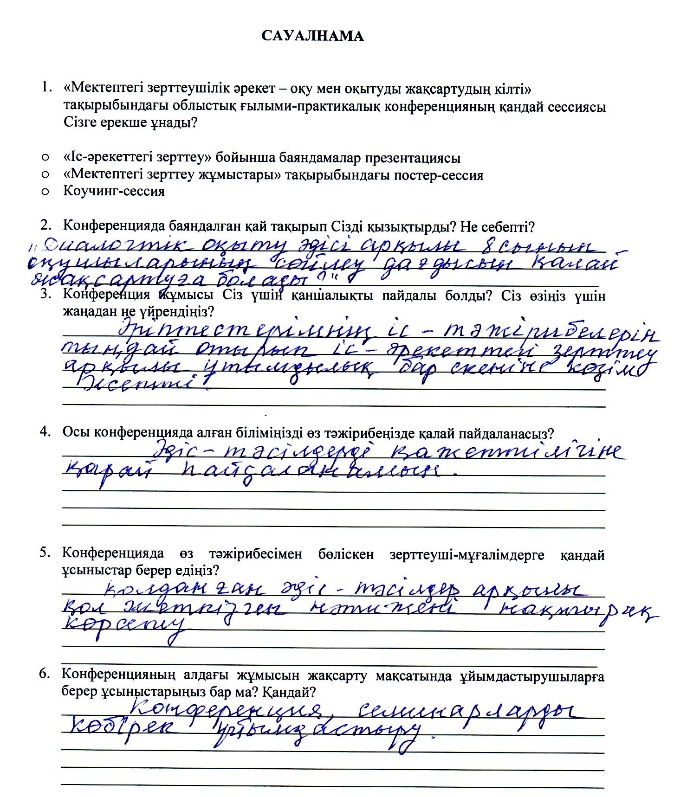 САУАЛНАМА
1. «Мектептегі зерттеушілік әрекет – оқу мен оқытуды жақсартудың кілті»
тақырыбындағы облыстық ғылыми-практикалық конференцияның қандай сессиясы
Сізге ерекше ұнады?
○ «Іс-әрекеттегі зерттеу» бойынша баяндамалар презентациясы
○ «Мектептегі зерттеу жұмыстары» тақырыбындағы постер-сессия
○ Коучинг-сессия
2. Конференцияда баяндалған қай тақырып Сізді қызықтырды? Не себепті?
"Диалогтік оқыту әдісі арқылы 8 сынып
оқушыларының сөйлеу дағдысын қалай
жақсартуға болады?"
3. Конференция жұмысы Сіз үшін қаншалықты пайдалы болды? Сіз өзіңіз үшін
жаңадан не үйрендіңіз?
Әріптестерімнің іс - тәжірибелерін
тыңдай отырып іс - әрекеттегі зерттеу
арқылы ұтымдылық бар екеніне көзім
жетті.
4. Осы конференцияда алған біліміңізді өз тәжірибеңізде қалай пайдаланасыз?
Әдіс - тәсілдерді қажеттілігіне
қарай пайдаланамын.
5. Конференцияда өз тәжірибесімен бөліскен зерттеуші-мұғалімдерге қандай
ұсыныстар берер едіңіз?
Қолданған әдіс - тәсілдер арқылы
қол жеткізген нәтижені нақтырақ
көрсету
6. Конференцияның алдағы жұмысын жақсарту мақсатында ұйымдастырушыларға
берер ұсыныстарыңыз бар ма? Қандай?
Конференция, семинарларды
көбірек ұйымдастыру.